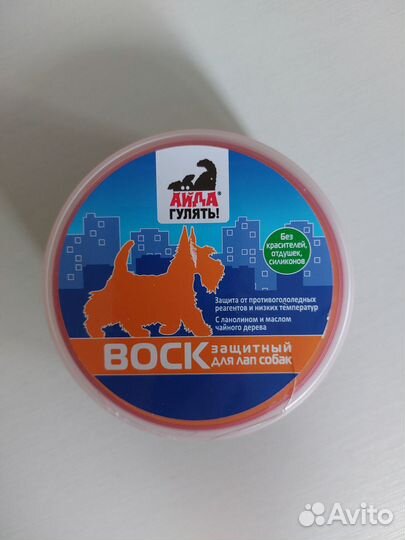 АЙДА®
ГУЛЯТЬ!
Без
красителей,
отдушек,
силиконов
Защита от противогололедных
реагентов и низких температур
С ланолином и маслом
чайного дерева
ВОСК защитный
для лап собак
Avito